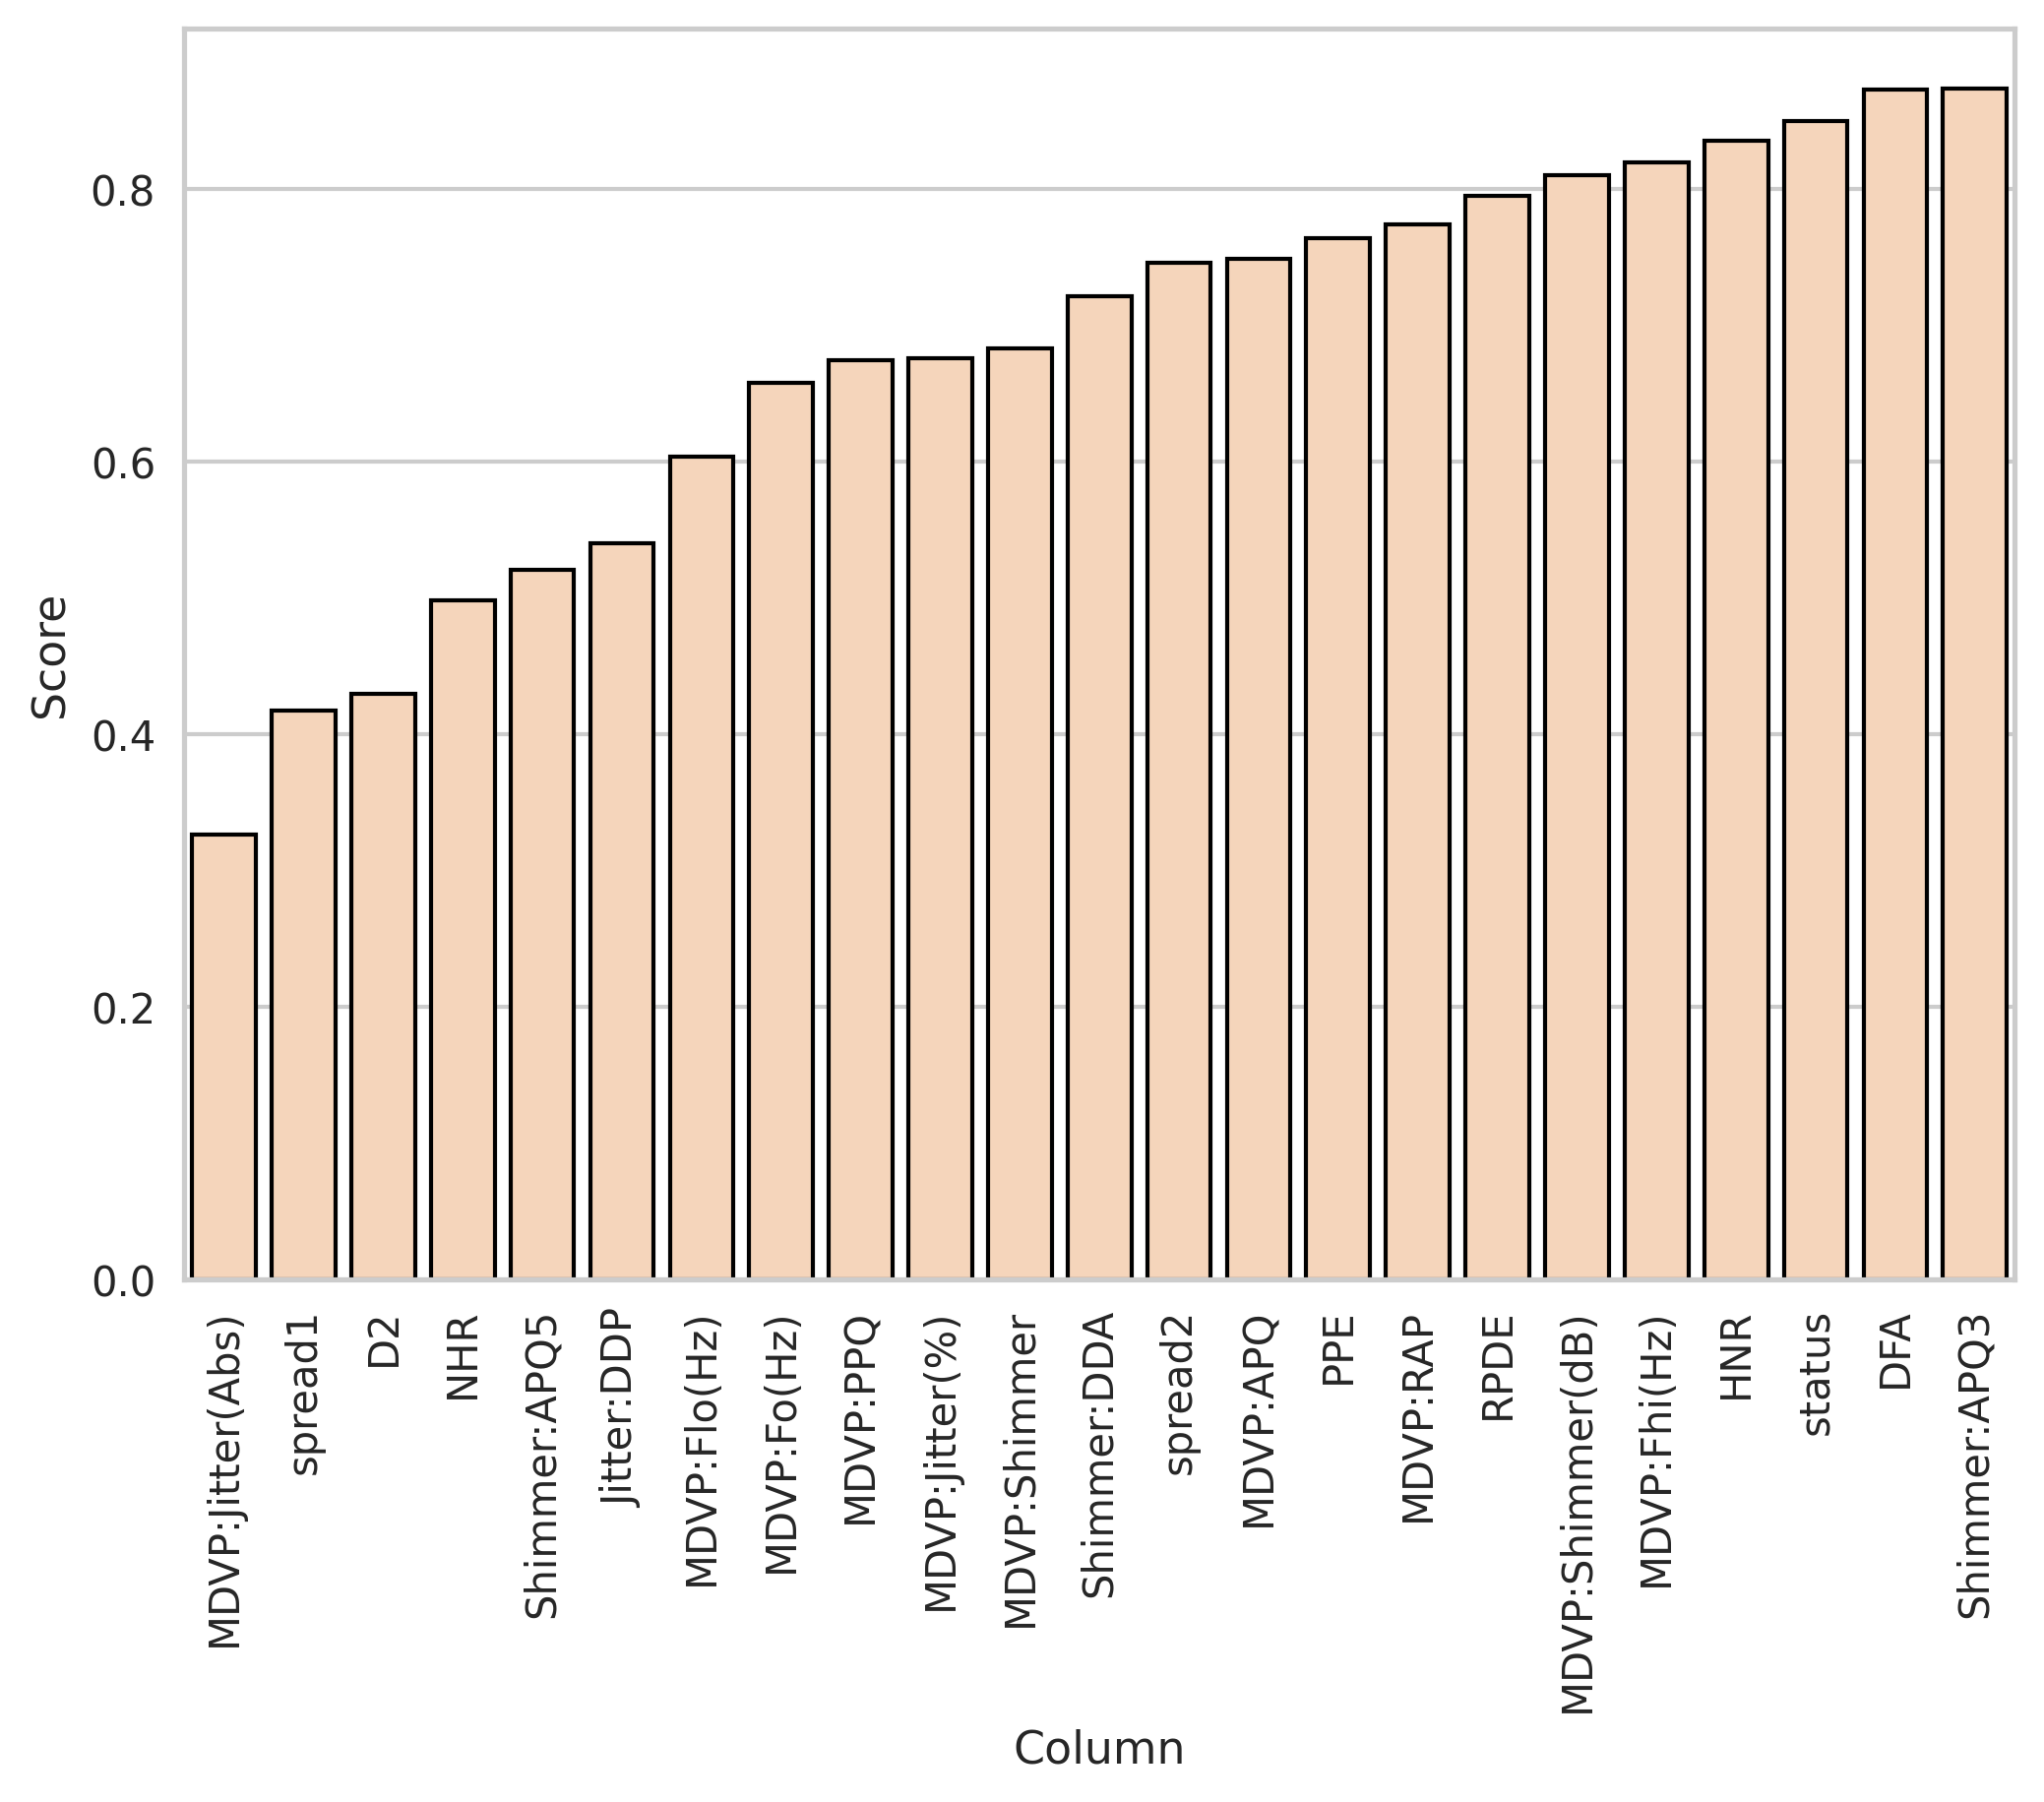 0.8
0.6
0.4
0.2
0.0
Score
MDVP:Jitter(Abs)
spread1
D2
NHR
Shimmer:APQ5
Jitter:DDP
MDVP:Flo(Hz)
MDVP:Fo(Hz)
MDVP:PPQ
MDVP:Jitter(%)
MDVP:Shimmer
Shimmer:DDA
spread2
MDVP:APQ
PPE
MDVP:RAP
RPDE
MDVP:Shimmer(dB)
MDVP:Fhi(Hz)
HNR
status
DFA
Shimmer:APQ3
Column